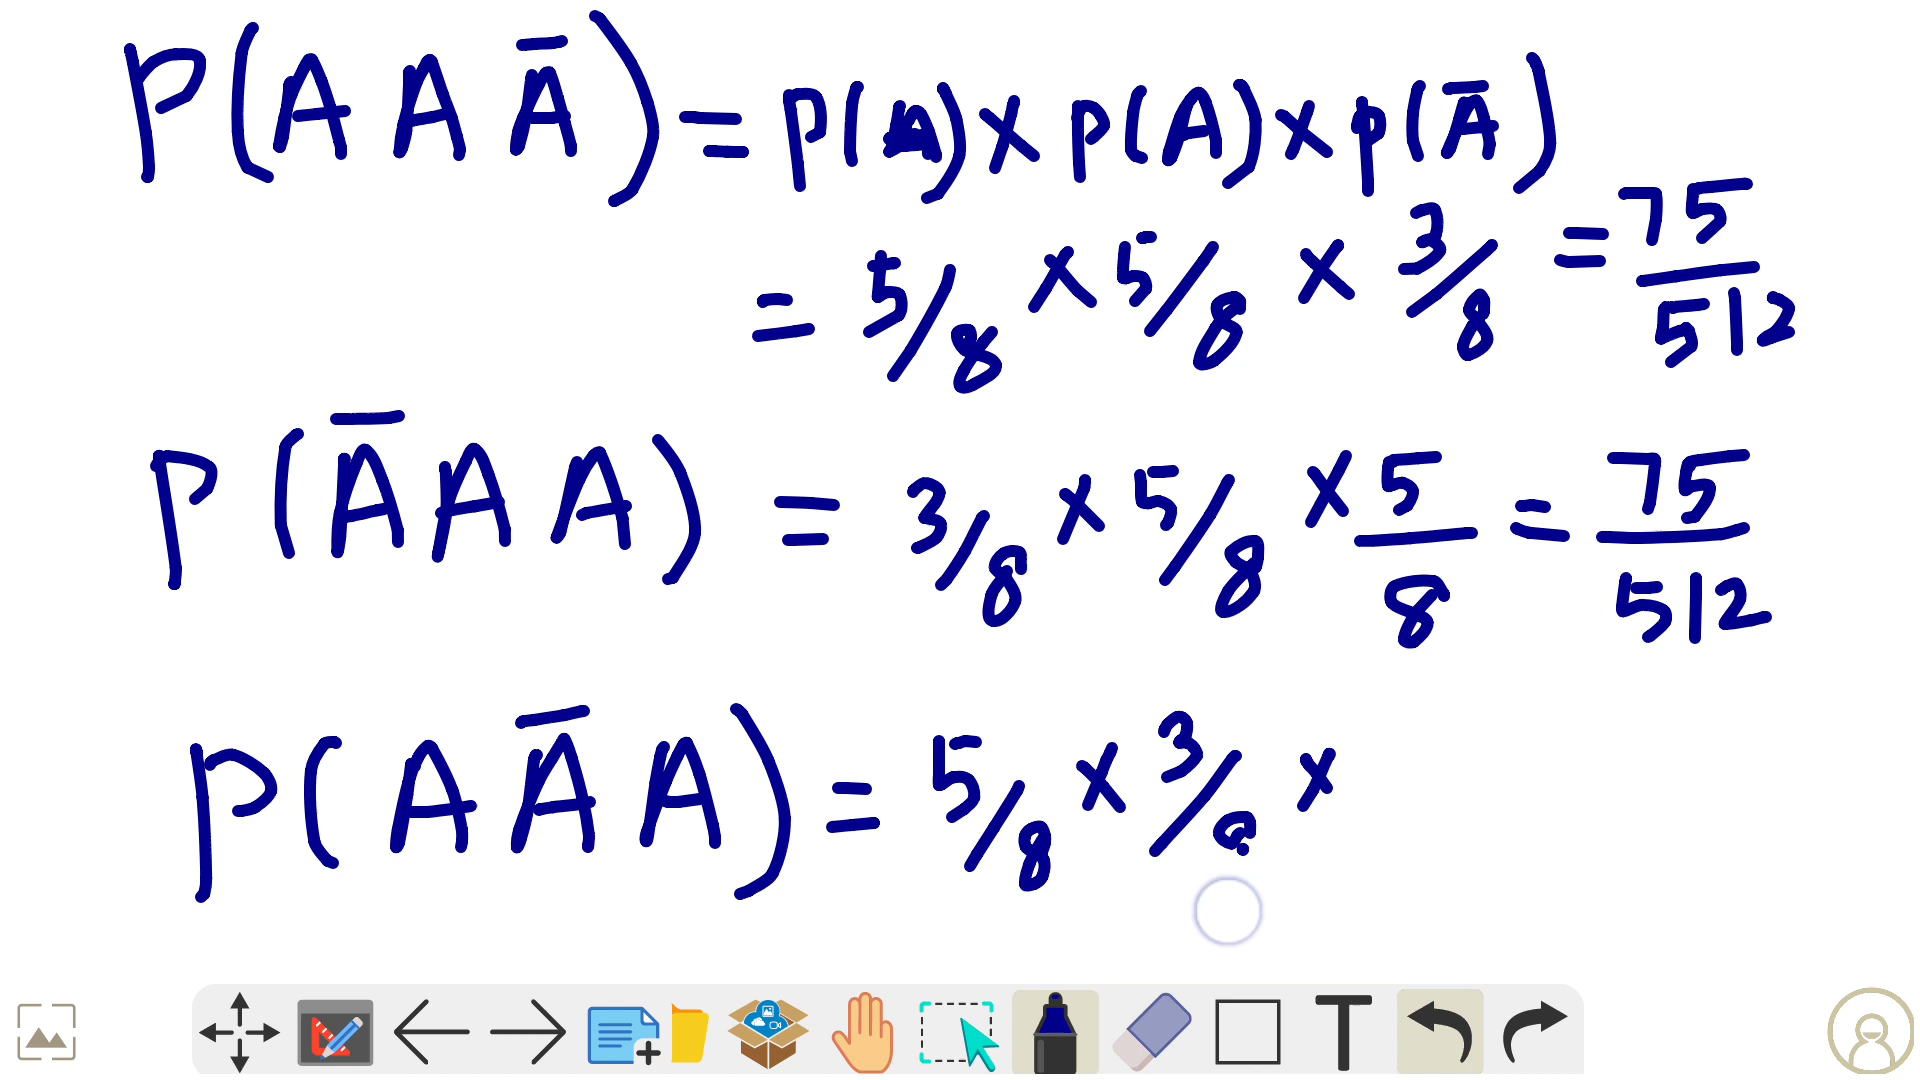 P(A A A̅) = P(A) × P(A) × P(A̅)
= 5/8 × 5/8 × 3/8 = 75/512
P(A̅ A A) = 3/8 × 5/8 × 5/8 = 75/512
P(A A̅ A) = 5/8 × 3/ ×
T